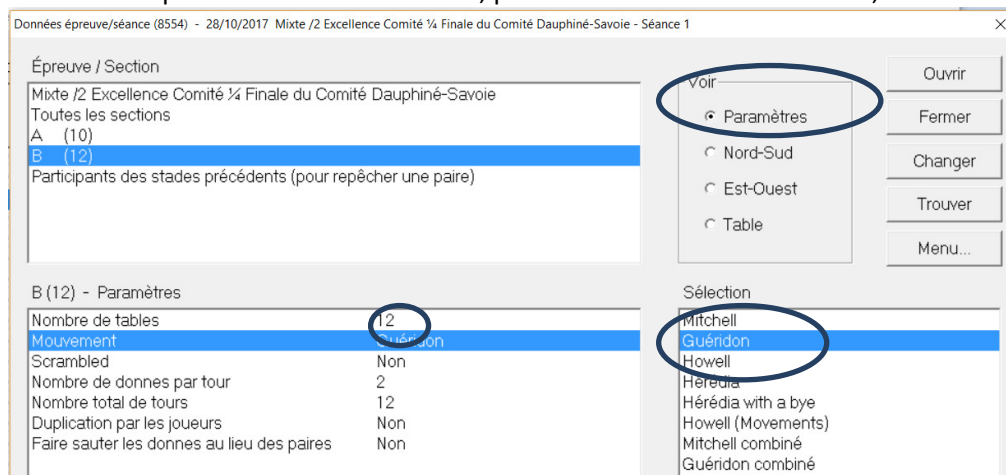 Données épreuve/séance (8554) - 28/10/2017 Mixte /2 Excellence Comité ¼ Finale du Comité Dauphiné-Savoie - Séance 1
Épreuve / Section
Mixte /2 Excellence Comité ¼ Finale du Comité Dauphiné-Savoie
Toutes les sections
A (10)
B (12)
Participants des stades précédents (pour repêcher une paire)
Voir
Paramètres
Nord-Sud
Est-Ouest
Table
Ouvrir
Fermer
Changer
Trouver
Menu...
B (12) - Paramètres
Nombre de tables 12
Mouvement Guéridon
Scrambled Non
Nombre de donnes par tour 2
Nombre total de tours 12
Duplication par les joueurs Non
Faire sauter les donnes au lieu des paires Non
Sélection
Mitchell
Guéridon
Howell
Hérédia
Hérédia with a bye
Howell (Movements)
Mitchell combiné
Guéridon combiné